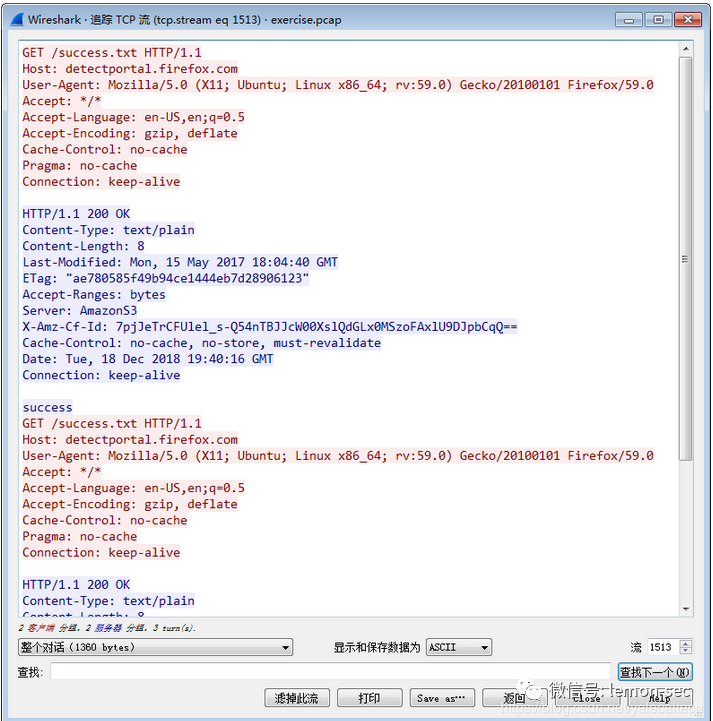 Wireshark · 追踪 TCP 流 (tcp.stream eq 1513) · exercise.pcap
GET /success.txt HTTP/1.1
Host: detectportal.firefox.com
User-Agent: Mozilla/5.0 (X11; Ubuntu; Linux x86_64; rv:59.0) Gecko/20100101 Firefox/59.0
Accept: */*
Accept-Language: en-US,en;q=0.5
Accept-Encoding: gzip, deflate
Cache-Control: no-cache
Pragma: no-cache
Connection: keep-alive
HTTP/1.1 200 OK
Content-Type: text/plain
Content-Length: 8
Last-Modified: Mon, 15 May 2017 18:04:40 GMT
ETag: "ae780585f49b94ce1444eb7d28906123"
Accept-Ranges: bytes
Server: AmazonS3
X-Amz-Cf-Id: 7pjJeTrCFUlel_s-Q54nTBJJcW00XslQdGLx0MSzoFAxlU9DJpbCqQ==
Cache-Control: no-cache, no-store, must-revalidate
Date: Tue, 18 Dec 2018 19:40:16 GMT
Connection: keep-alive
success
GET /success.txt HTTP/1.1
Host: detectportal.firefox.com
User-Agent: Mozilla/5.0 (X11; Ubuntu; Linux x86_64; rv:59.0) Gecko/20100101 Firefox/59.0
Accept: */*
Accept-Language: en-US,en;q=0.5
Accept-Encoding: gzip, deflate
Cache-Control: no-cache
Pragma: no-cache
Connection: keep-alive
HTTP/1.1 200 OK
Content-Type: text/plain
Content-Length: 8
2 客户端 分组, 2 服务器 分组, 3 turn(s).
整个对话 (1360 bytes) 显示和保存数据为 ASCII 流 1513
查找: 查找下一个(N)
滤掉此流 打印 Save as… 返回 Close Help
微信号: lemon-sec